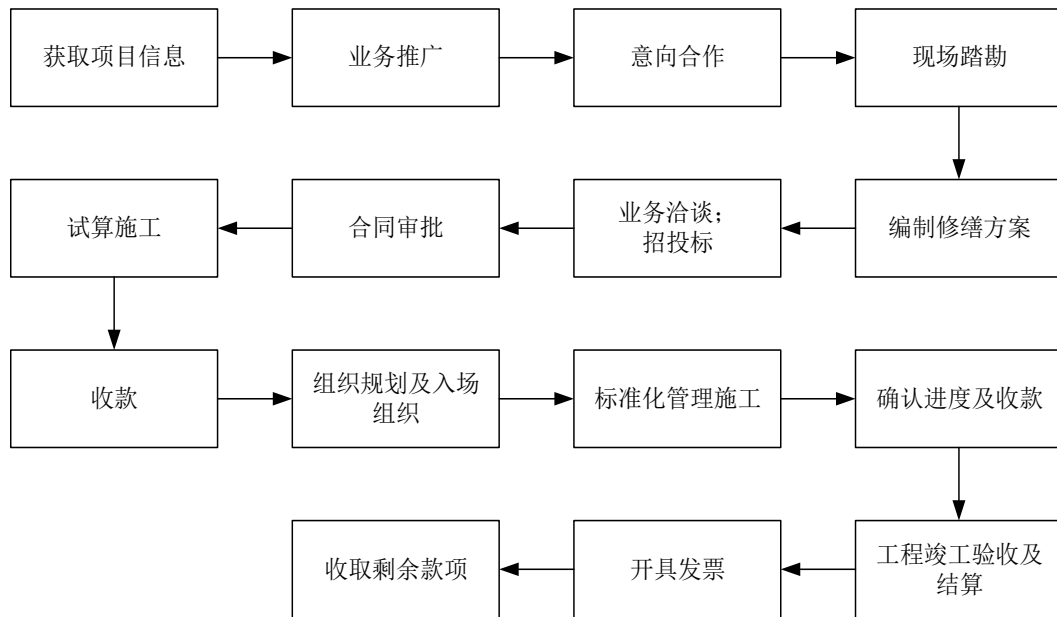 获取项目信息
业务推广
意向合作
现场踏勘
试算施工
合同审批
业务洽谈；
招投标
编制修缮方案
收款
组织规划及入场
组织
标准化管理施工
确认进度及收款
收取剩余款项
开具发票
工程竣工验收及
结算